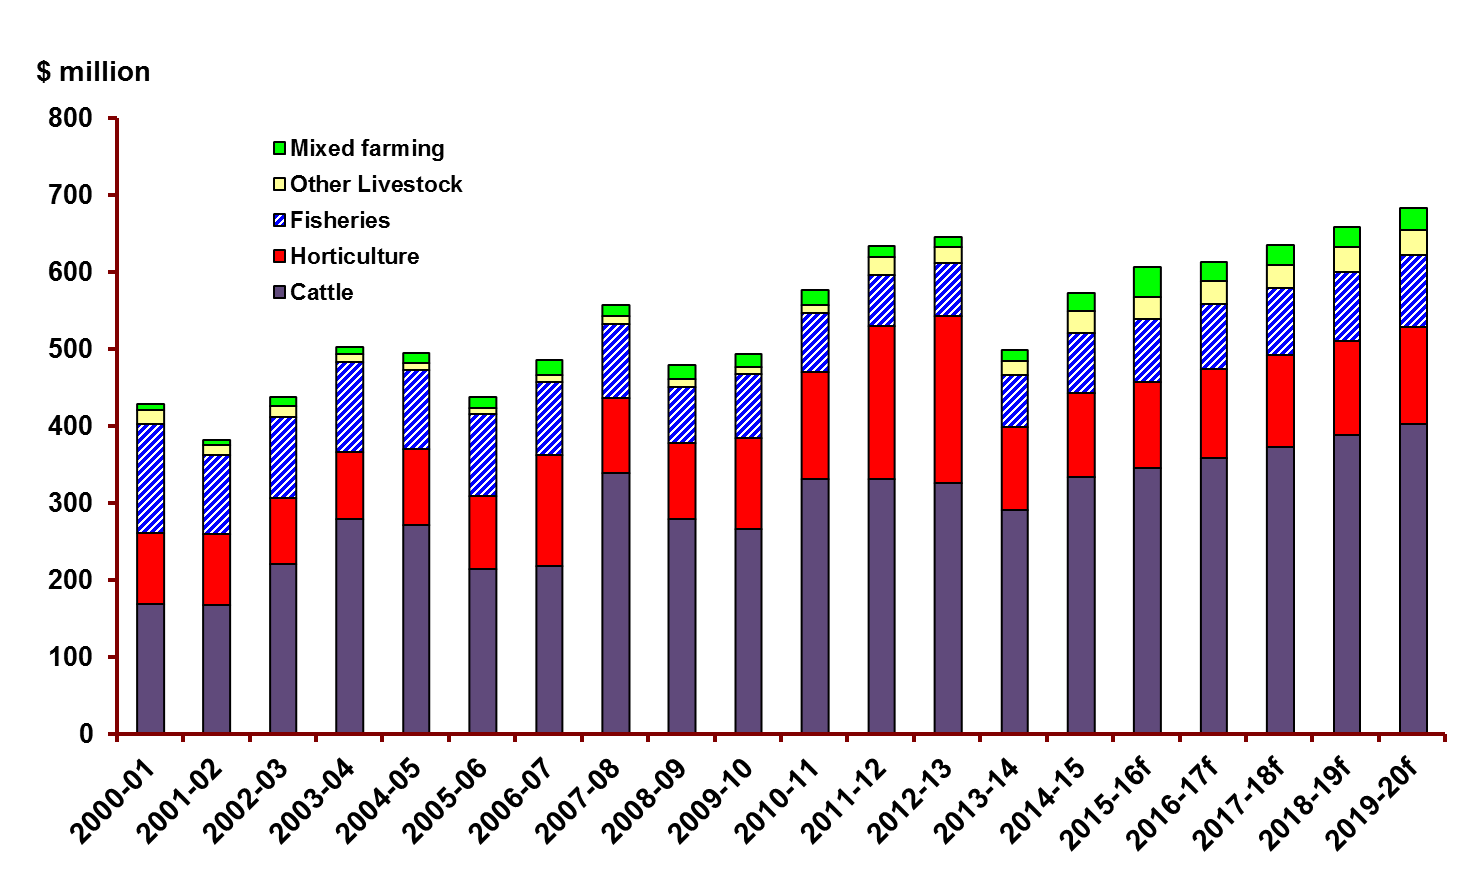 $ million
800
700
600
500
400
300
200
100
0
Mixed farming
Other Livestock
Fisheries
Horticulture
Cattle
2000-01
2001-02
2002-03
2003-04
2004-05
2005-06
2006-07
2007-08
2008-09
2009-10
2010-11
2011-12
2012-13
2013-14
2014-15
2015-16f
2016-17f
2017-18f
2018-19f
2019-20f